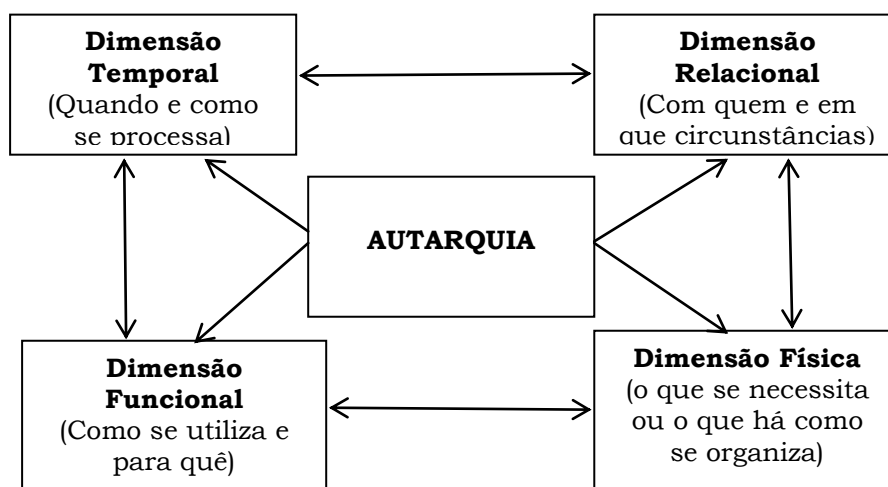 Dimensão
Temporal
(Quando e como
se processa)
Dimensão
Relacional
(Com quem e em
que circunstâncias)
AUTARQUIA
Dimensão
Funcional
(Como se utiliza e
para quê)
Dimensão Física
(o que se necessita
ou o que há como
se organiza)